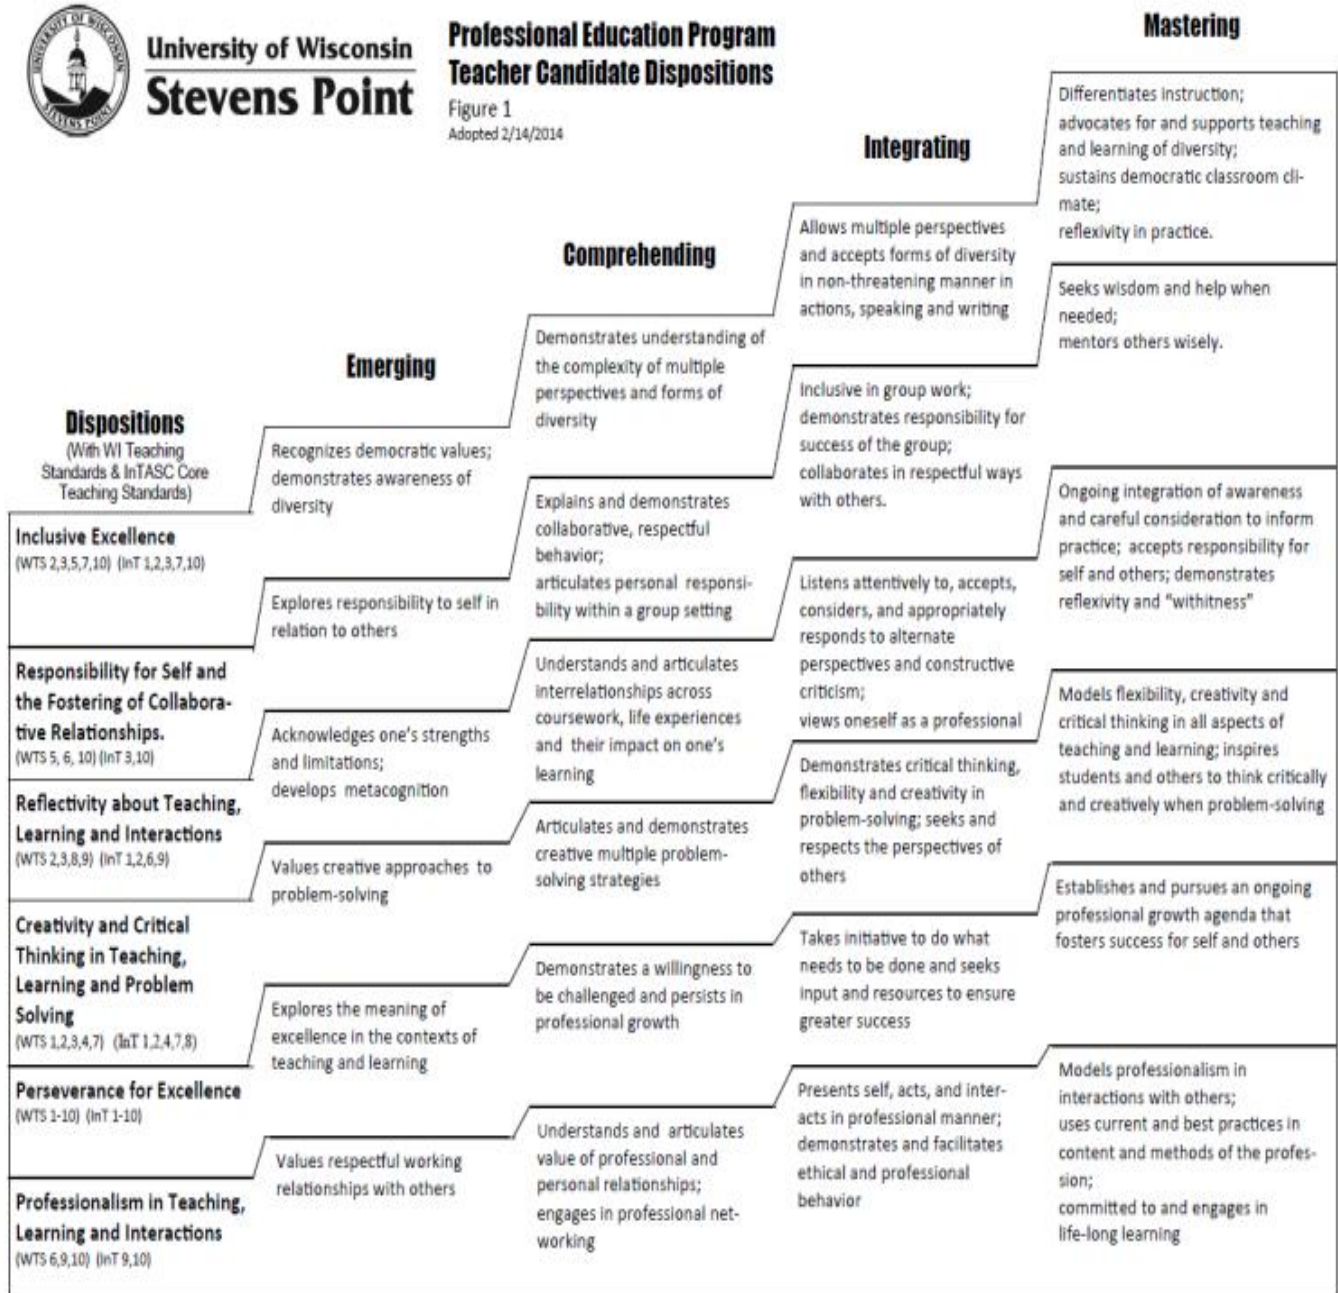 UNIVERSITY OF WISCONSIN
STEVENS POINT
University of Wisconsin
Stevens Point
Professional Education Program
Teacher Candidate Dispositions
Figure 1
Adopted 2/14/2014
Dispositions
(With WI Teaching
Standards & InTASC Core
Teaching Standards)
Emerging
Comprehending
Integrating
Mastering
Inclusive Excellence
(WTS 2,3,5,7,10) (InT 1,2,3,7,10)
Recognizes democratic values;
demonstrates awareness of
diversity
Demonstrates understanding of
the complexity of multiple
perspectives and forms of
diversity
Allows multiple perspectives
and accepts forms of diversity
in non-threatening manner in
actions, speaking and writing
Differentiates instruction;
advocates for and supports teaching
and learning of diversity;
sustains democratic classroom cli-
mate;
reflexivity in practice.
Responsibility for Self and
the Fostering of Collabora-
tive Relationships.
(WTS 5, 6, 10) (InT 3,10)
Explores responsibility to self in
relation to others
Explains and demonstrates
collaborative, respectful
behavior;
articulates personal responsi-
bility within a group setting
Inclusive in group work;
demonstrates responsibility for
success of the group;
collaborates in respectful ways
with others.
Seeks wisdom and help when
needed;
mentors others wisely.
Reflectivity about Teaching,
Learning and Interactions
(WTS 2,3,8,9) (InT 1,2,6,9)
Acknowledges one's strengths
and limitations;
develops metacognition
Understands and articulates
interrelationships across
coursework, life experiences
and their impact on one's
learning
Listens attentively to, accepts,
considers, and appropriately
responds to alternate
perspectives and constructive
criticism;
views oneself as a professional
Ongoing integration of awareness
and careful consideration to inform
practice; accepts responsibility for
self and others; demonstrates
reflexivity and “withitness”
Creativity and Critical
Thinking in Teaching,
Learning and Problem
Solving
(WTS 1,2,3,4,7) (InT 1,2,4,7,8)
Values creative approaches to
problem-solving
Articulates and demonstrates
creative multiple problem-
solving strategies
Demonstrates critical thinking,
flexibility and creativity in
problem-solving; seeks and
respects the perspectives of
others
Models flexibility, creativity and
critical thinking in all aspects of
teaching and learning; inspires
students and others to think critically
and creatively when problem-solving
Perseverance for Excellence
(WTS 1-10) (InT 1-10)
Explores the meaning of
excellence in the contexts of
teaching and learning
Demonstrates a willingness to
be challenged and persists in
professional growth
Takes initiative to do what
needs to be done and seeks
input and resources to ensure
greater success
Establishes and pursues an ongoing
professional growth agenda that
fosters success for self and others
Professionalism in Teaching,
Learning and Interactions
(WTS 6,9,10) (InT 9,10)
Values respectful working
relationships with others
Understands and articulates
value of professional and
personal relationships;
engages in professional net-
working
Presents self, acts, and inter-
acts in professional manner;
demonstrates and facilitates
ethical and professional
behavior
Models professionalism in
interactions with others;
uses current and best practices in
content and methods of the profes-
sion;
committed to and engages in
life-long learning